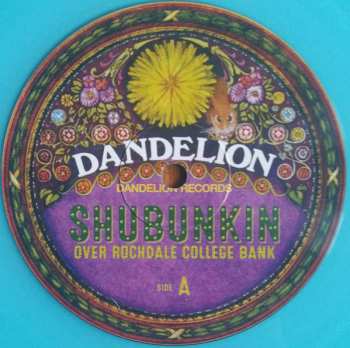 DANDELION
DANDELION RECORDS
SHUBUNKIN
OVER ROCHDALE COLLEGE BANK
SIDE A